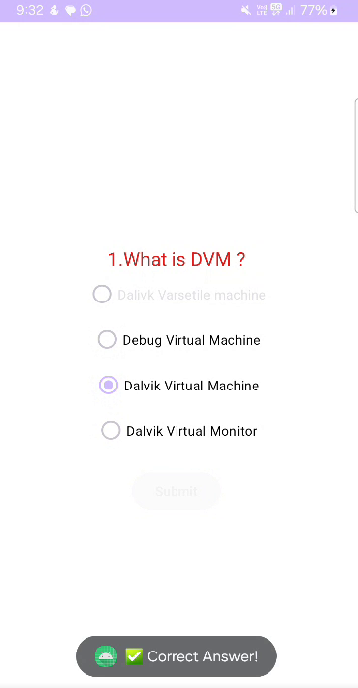 9:32 77%
1.What is DVM ?
Dalivk Varsetile machine
Debug Virtual Machine
Dalvik Virtual Machine
Dalvik Virtual Monitor
Submit
✅ Correct Answer!